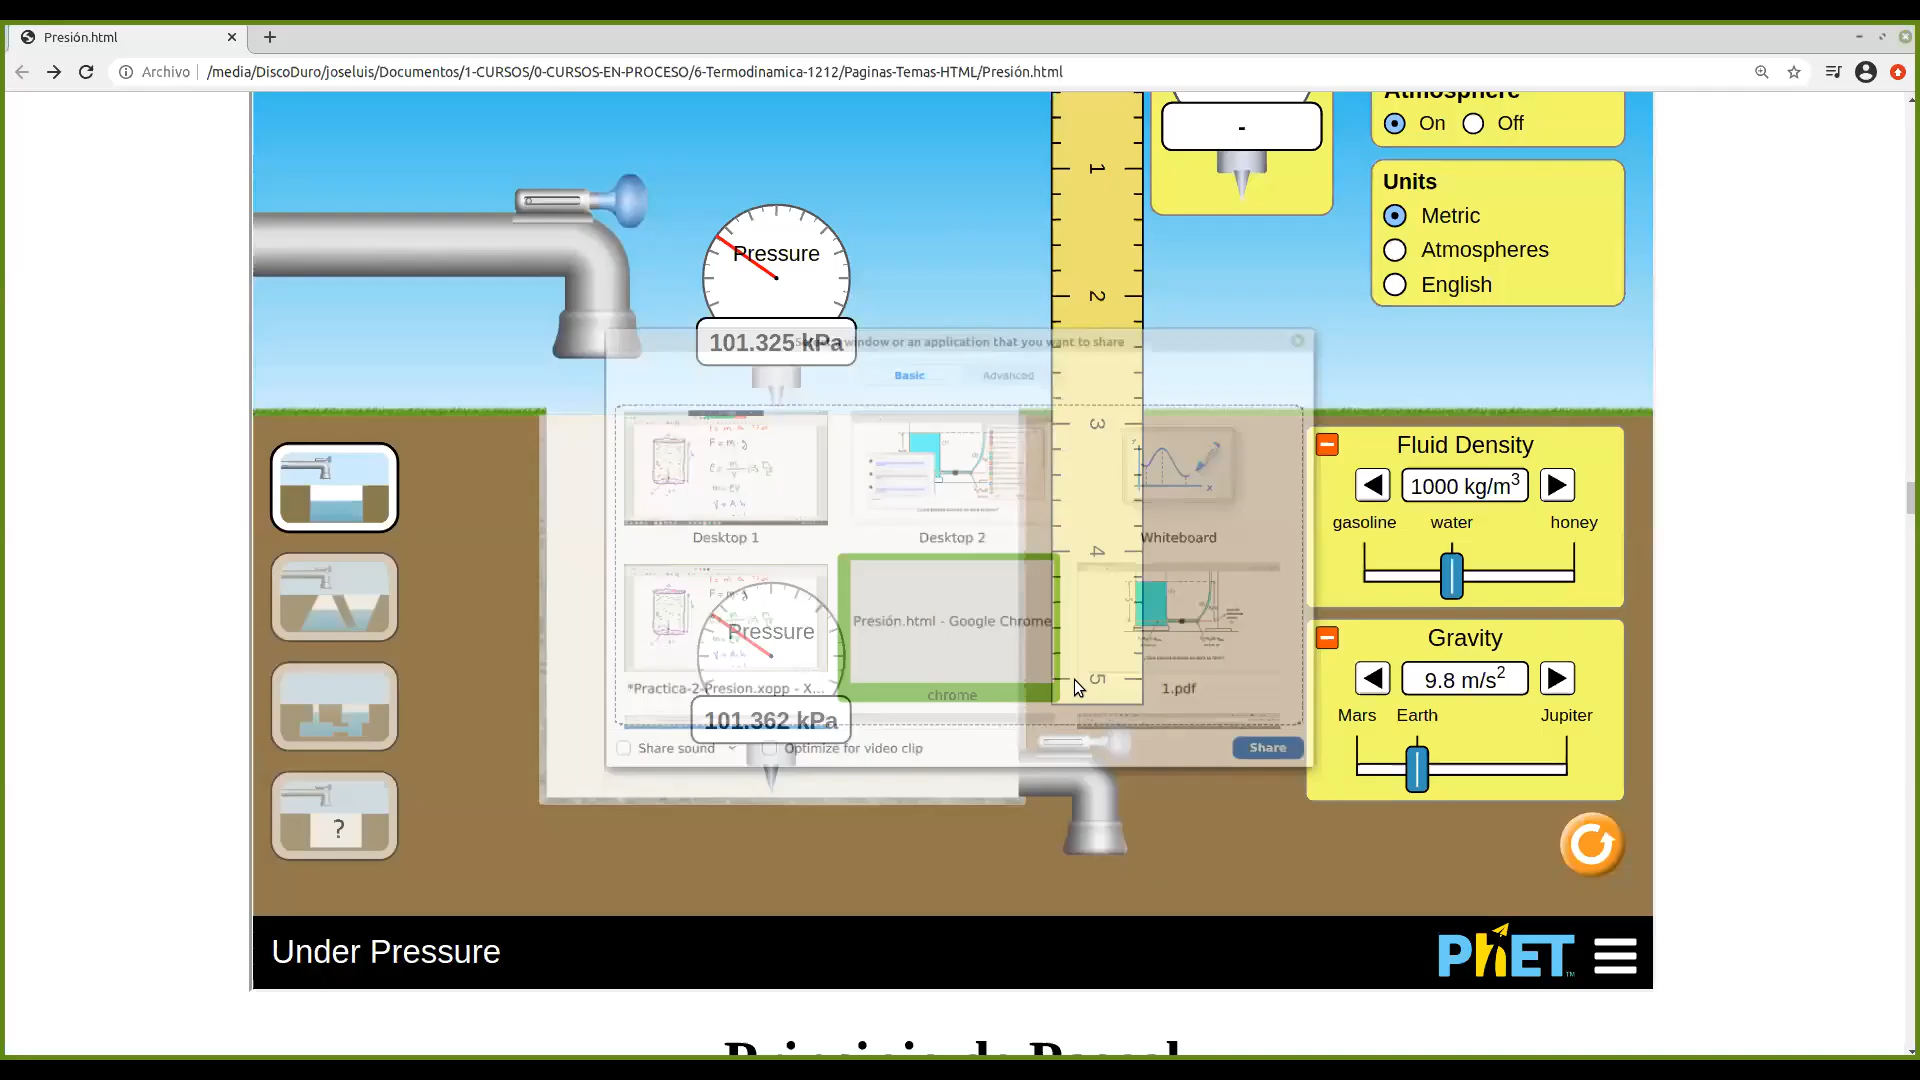 Presión.html
Archivo
/media/DiscoDuro/joseluis/Documentos/1-CURSOS/0-CURSOS-EN-PROCESO/6-Termodinamica-1212/Paginas-Temas-HTML/Presión.html
Atmosphere
On
Off
-
Units
Metric
Atmospheres
English
1
2
3
4
5
Pressure
101.325 kPa
window or an application that you want to share
Basic
Advanced
Desktop 1
Desktop 2
Whiteboard
*Practica-2-Presion.xopp - X...
Presión.html - Google Chrome
chrome
1.pdf
Pressure
101.362 kPa
Share sound
Optimize for video clip
Share
?
Fluid Density
1000 kg/m³
gasoline
water
honey
Gravity
9.8 m/s²
Mars
Earth
Jupiter
Under Pressure
PhET
Principio de Pascal